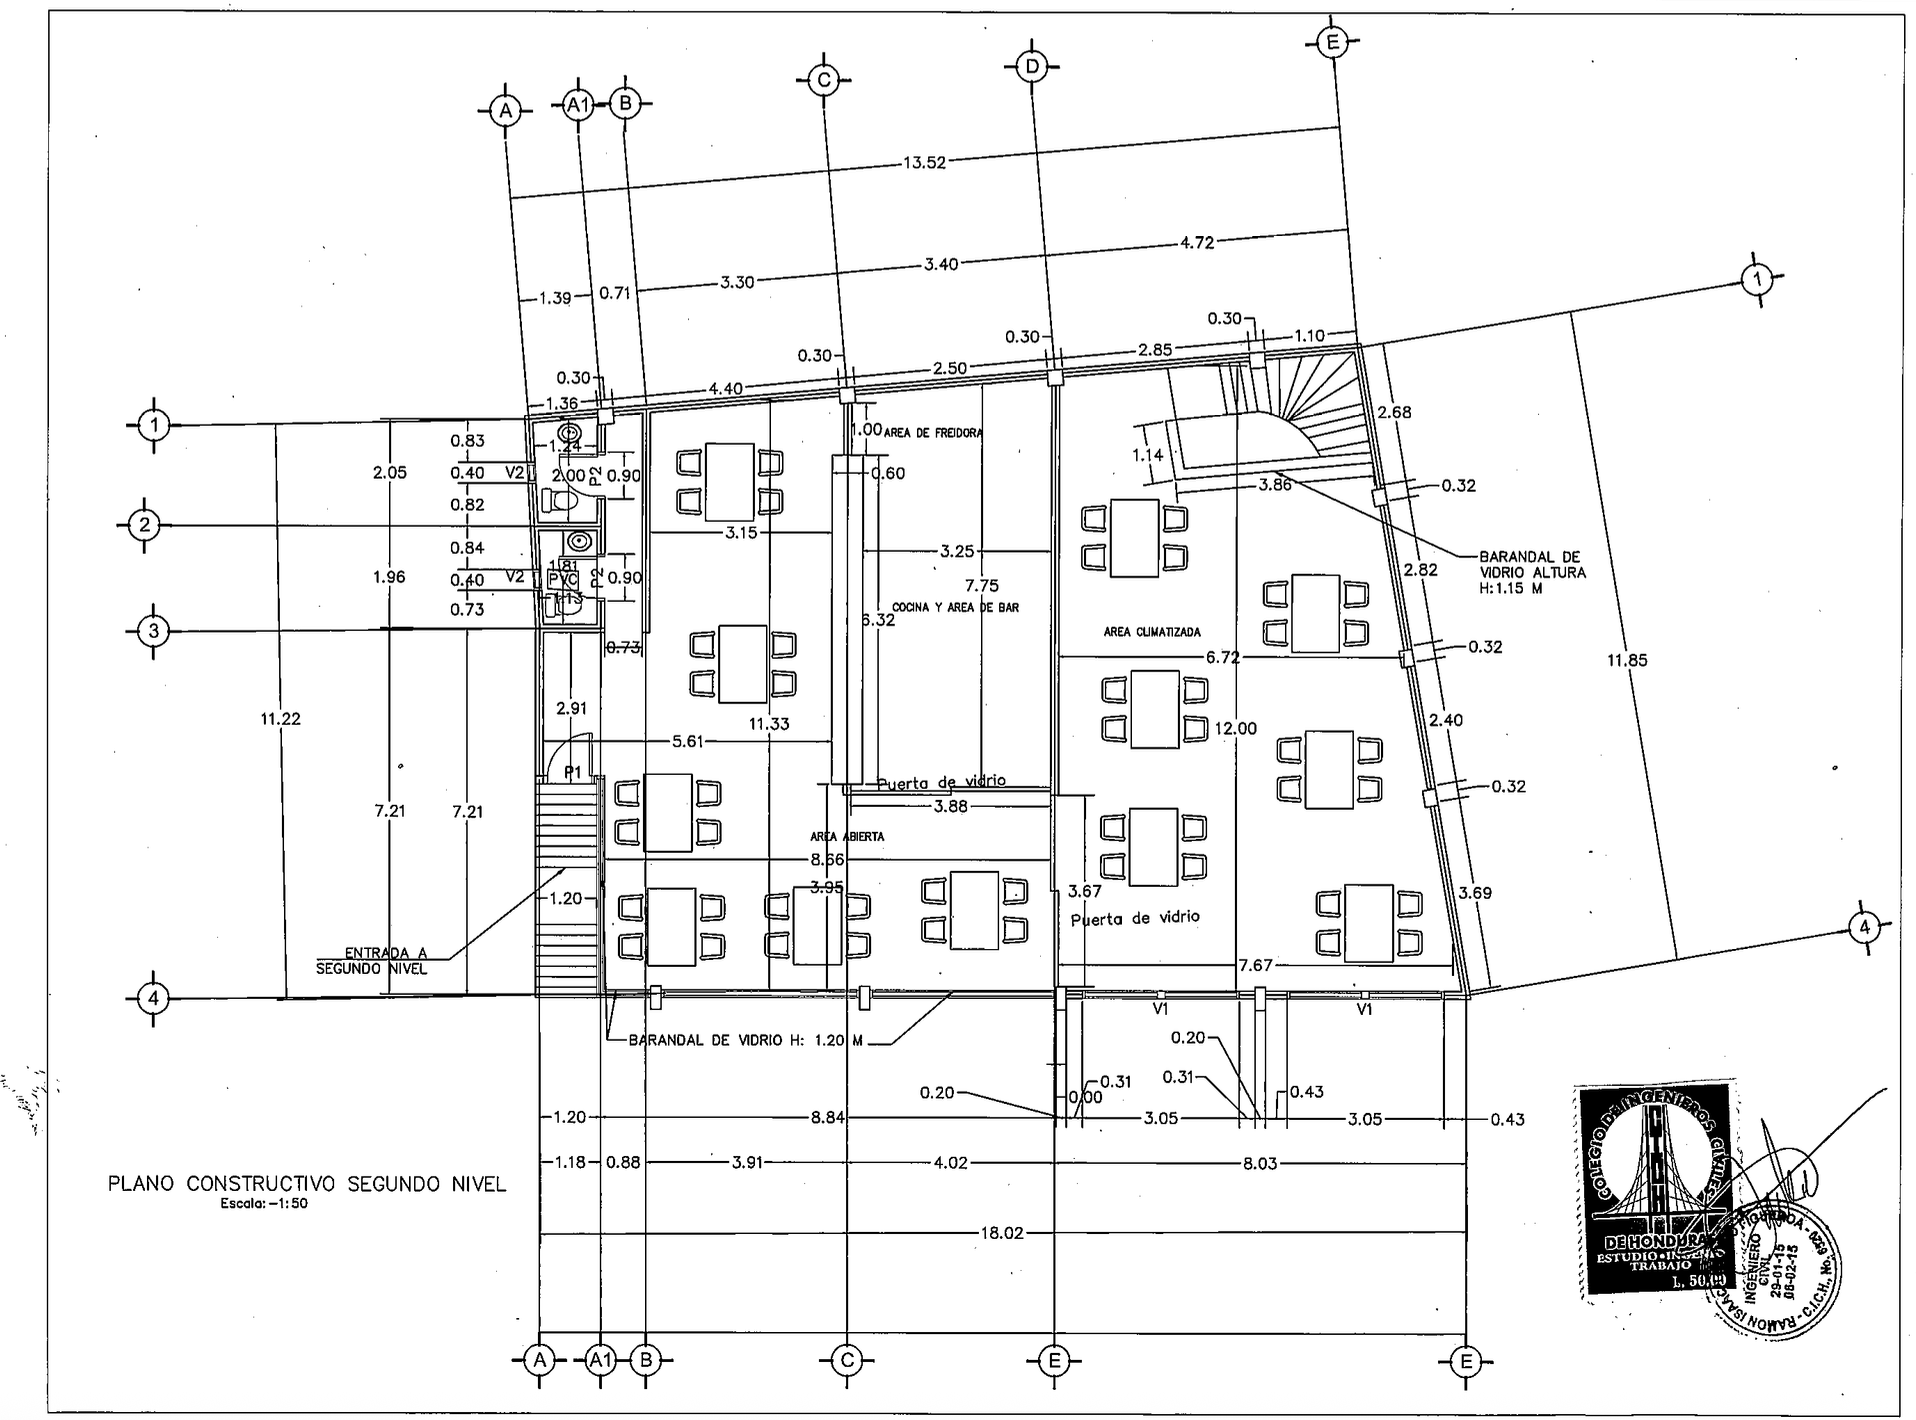 E
D
C
A
A1
B
13.52
4.72
3.40
3.30
0.71
1.39
1
0.30
1.10
0.30
2.85
0.30
2.50
0.30
4.40
1.36
1
2.68
0.83
1.00
AREA DE FREIDORA
1.24
2.05
0.40
V2
2.00
P2
0.90
0.60
1.14
3.86
0.32
0.82
2
3.15
0.84
3.25
BARANDAL DE
VIDRIO ALTURA
H:1.15 M
2.82
1.96
0.40
V2
1.81
PVC
1.13
P2
0.90
7.75
0.73
COCINA Y AREA DE BAR
6.32
3
AREA CLIMATIZADA
0.73
0.32
6.72
11.85
2.91
11.22
11.33
2.40
12.00
5.61
P1
Puerta de vidrio
0.32
3.88
7.21
7.21
AREA ABIERTA
8.66
3.95
3.67
3.69
1.20
Puerta de vidrio
4
ENTRADA A
SEGUNDO NIVEL
7.67
4
V1
V1
BARANDAL DE VIDRIO H: 1.20 M
0.20
0.31
0.31
0.20
0.00
0.43
1.20
8.84
3.05
3.05
0.43
1.18
0.88
3.91
4.02
8.03
PLANO CONSTRUCTIVO SEGUNDO NIVEL
Escala:-1:50
18.02
A
A1
B
C
E
E
COLEGIO DE INGENIEROS CIVILES
CICH
DE HONDURA
ESTUDIO
TRABAJO
L. 50.00
INGENIERO
CIVIL
29-01-15
06-02-15
RAMON ISAAC
FIGUEROA
C.I.C.H., No.